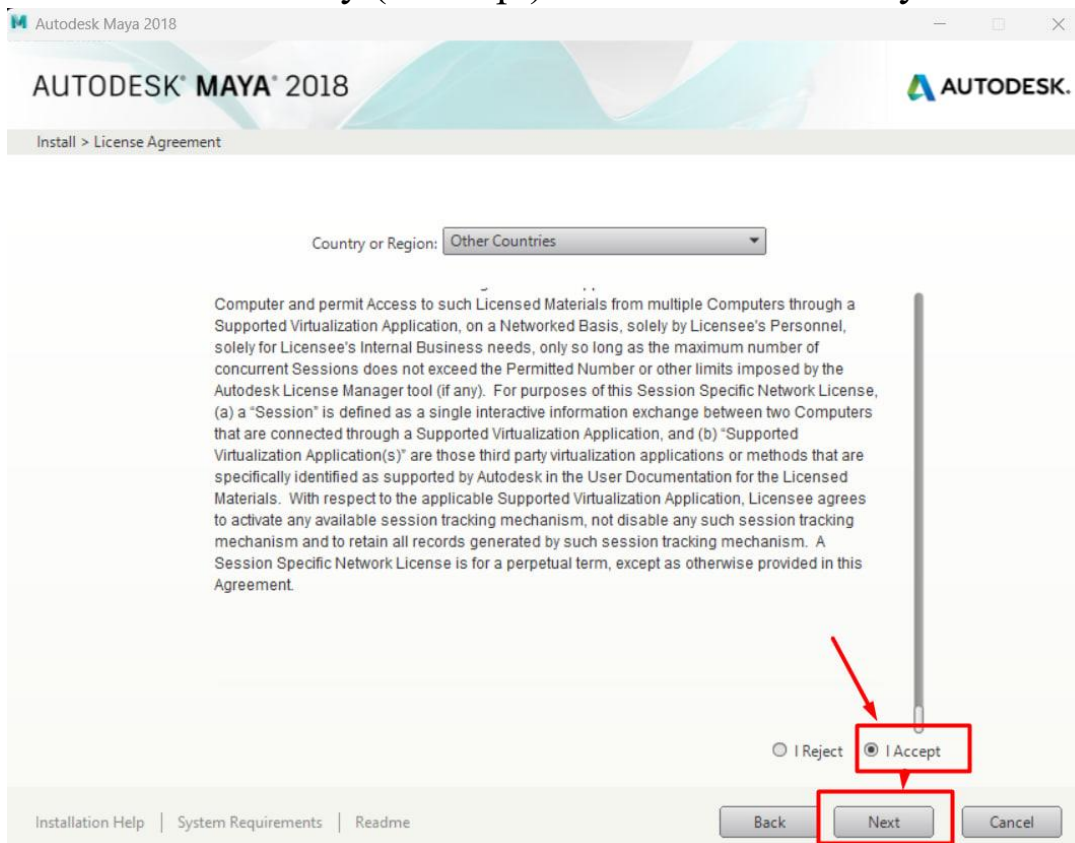 Autodesk Maya 2018
AUTODESK® MAYA® 2018
AUTODESK.
Install > License Agreement
Country or Region: Other Countries
Computer and permit Access to such Licensed Materials from multiple Computers through a
Supported Virtualization Application, on a Networked Basis, solely by Licensee's Personnel,
solely for Licensee's Internal Business needs, only so long as the maximum number of
concurrent Sessions does not exceed the Permitted Number or other limits imposed by the
Autodesk License Manager tool (if any). For purposes of this Session Specific Network License,
(a) a “Session” is defined as a single interactive information exchange between two Computers
that are connected through a Supported Virtualization Application, and (b) “Supported
Virtualization Application(s)” are those third party virtualization applications or methods that are
specifically identified as supported by Autodesk in the User Documentation for the Licensed
Materials. With respect to the applicable Supported Virtualization Application, Licensee agrees
to activate any available session tracking mechanism, not disable any such session tracking
mechanism and to retain all records generated by such session tracking mechanism. A
Session Specific Network License is for a perpetual term, except as otherwise provided in this
Agreement.
I Reject I Accept
Installation Help | System Requirements | Readme Back Next Cancel